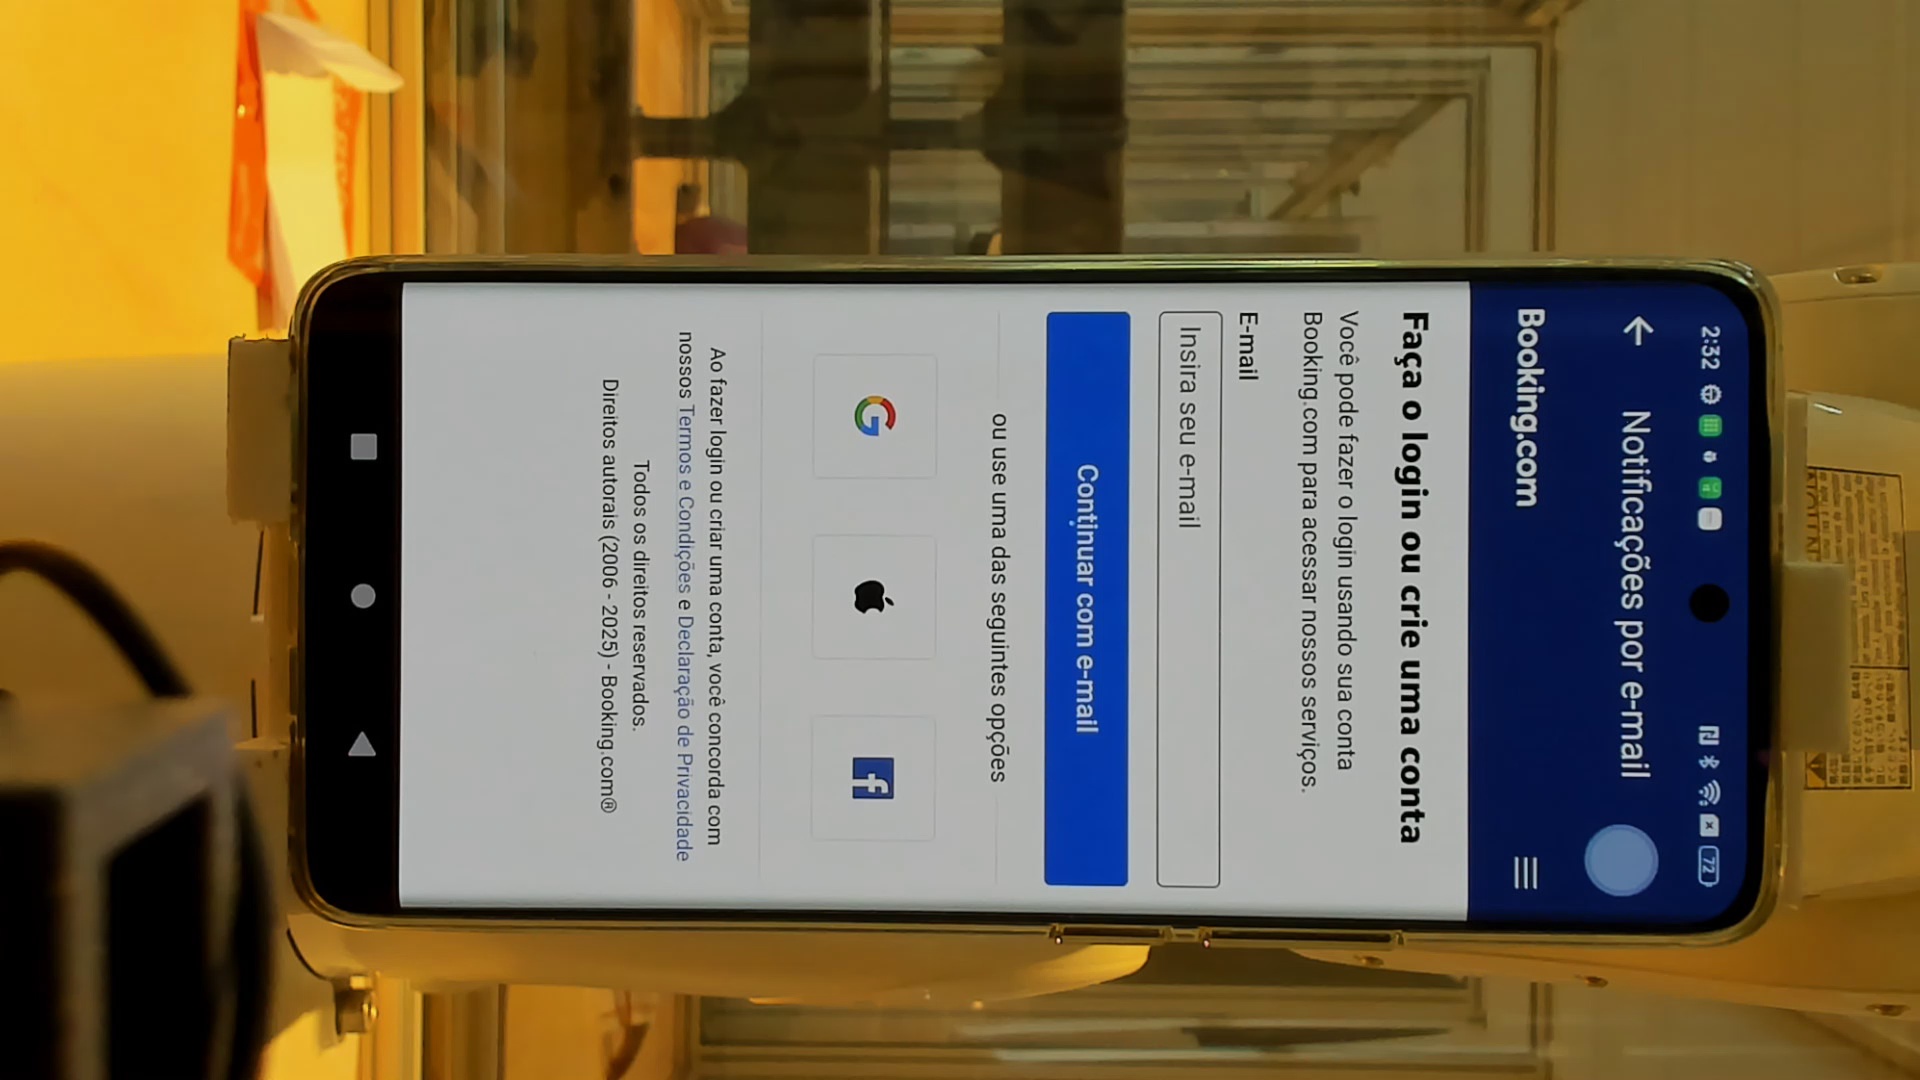 2:32
72
Notificações por e-mail
Booking.com
Faça o login ou crie uma conta
Você pode fazer o login usando sua conta
Booking.com para acessar nossos serviços.
E-mail
Insira seu e-mail
Continuar com e-mail
ou use uma das seguintes opções
Ao fazer login ou criar uma conta, você concorda com
nossos Termos e Condições e Declaração de Privacidade
Todos os direitos reservados.
Direitos autorais (2006 - 2025) - Booking.com®